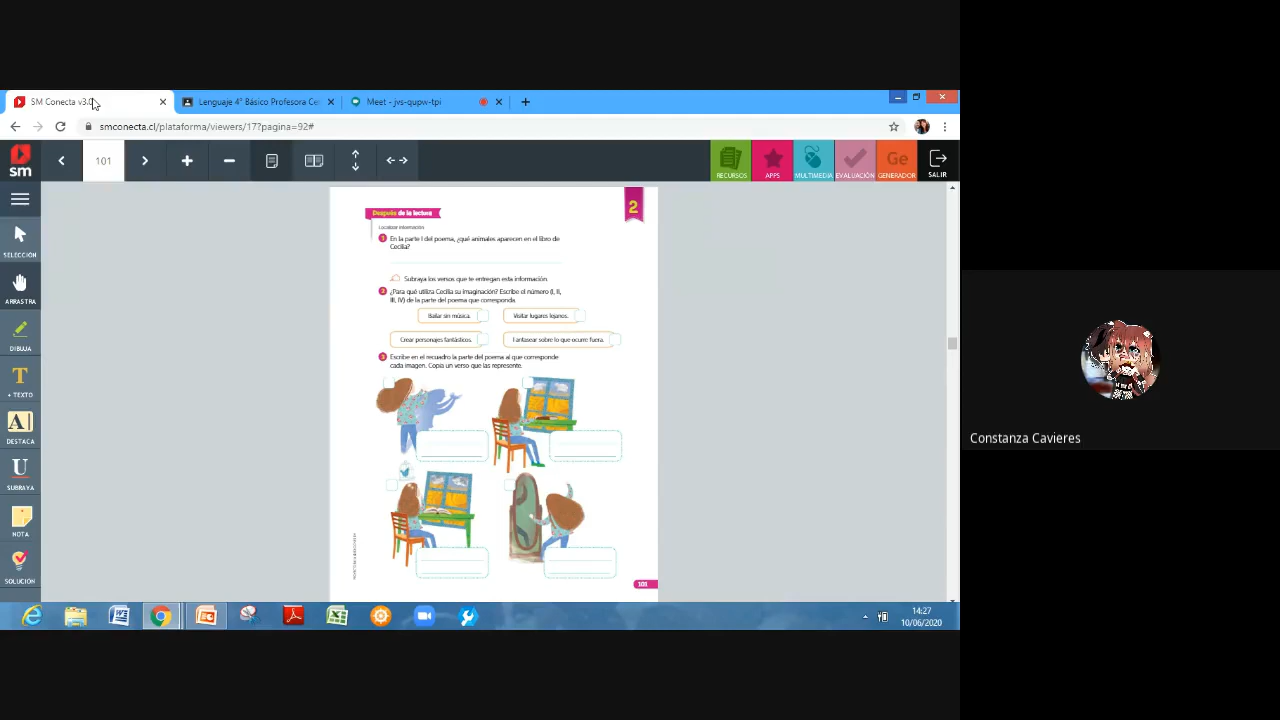 SM Conecta v3.0
Lenguaje 4° Básico Profesora Ce
Meet - jvs-qupw-tpi
smconecta.cl/plataforma/viewers/17?pagina=92#
sm
101
RECURSOS
APPS
MULTIMEDIA
EVALUACIÓN
Ge
GENERADOR
SALIR
SELECCIÓN
ARRASTRA
DIBUJA
T
+ TEXTO
A
DESTACA
U
SUBRAYA
NOTA
SOLUCIÓN
2
Después de la lectura
Localizar información
1 En la parte I del poema, ¿qué animales aparecen en el libro de
Cecilia?
Subraya los versos que te entregan esta información.
2 ¿Para qué utiliza Cecilia su imaginación? Escribe el número (I, II,
III, IV) de la parte del poema que corresponda.
Bailar sin música.
Visitar lugares lejanos.
Crear personajes fantásticos.
Fantasear sobre lo que ocurre fuera.
3 Escribe en el recuadro la parte del poema al que corresponde
cada imagen. Copia un verso que las represente.
101
14:27
10/06/2020
Constanza Cavieres